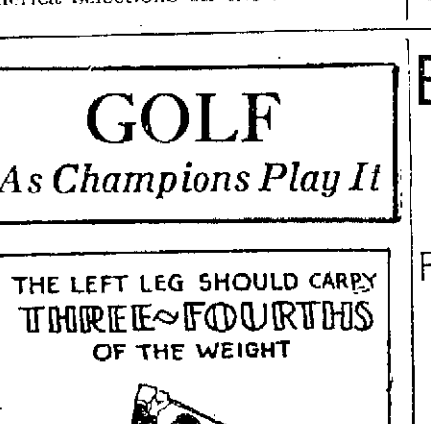 GOLF
As Champions Play It
THE LEFT LEG SHOULD CARRY
THREE~FOURTHS
OF THE WEIGHT